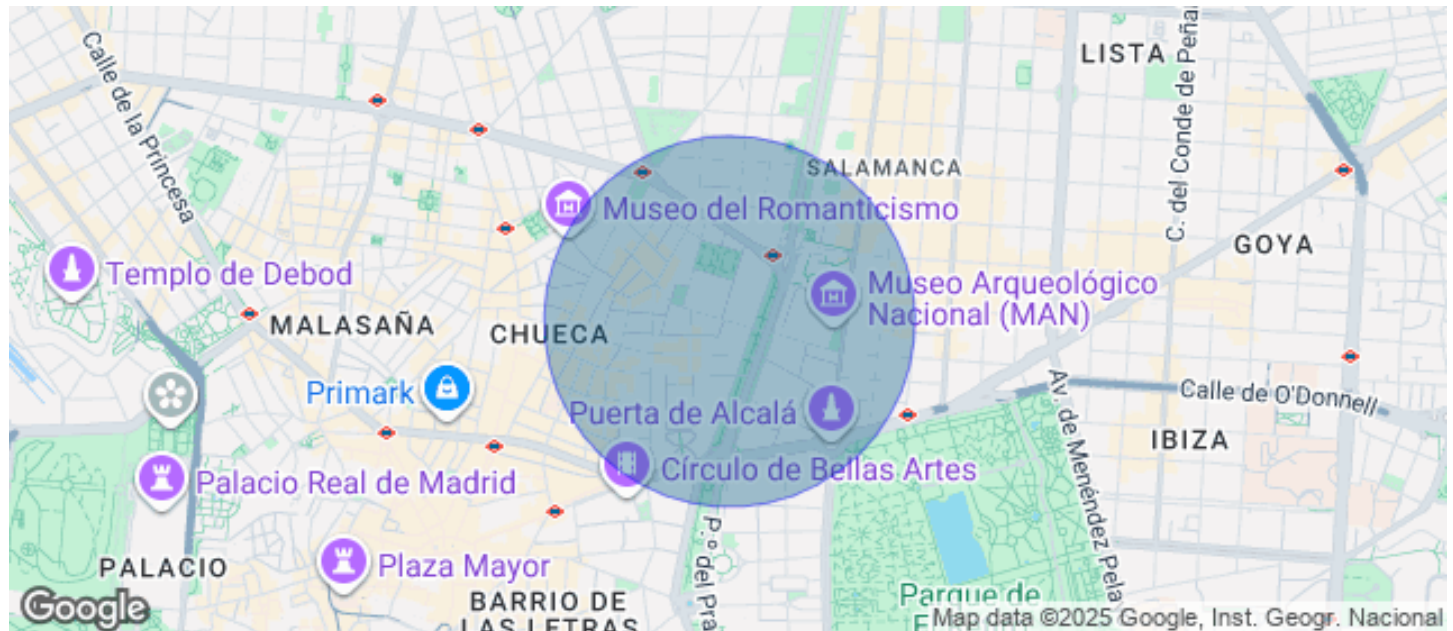 Calle de la Princesa
LISTA
C. del Conde de Peña
SALAMANCA
Museo del Romanticismo
GOYA
Templo de Debod
Museo Arqueológico
Nacional (MAN)
MALASAÑA
CHUECA
Primark
Puerta de Alcalá
Calle de O'Donnell
Av. de Menéndez Pela
IBIZA
Círculo de Bellas Artes
Palacio Real de Madrid
P.º del Pra
PALACIO
Plaza Mayor
BARRIO DE
LAS LETRAS
Parque de
Google
Map data ©2025 Google, Inst. Geogr. Nacional